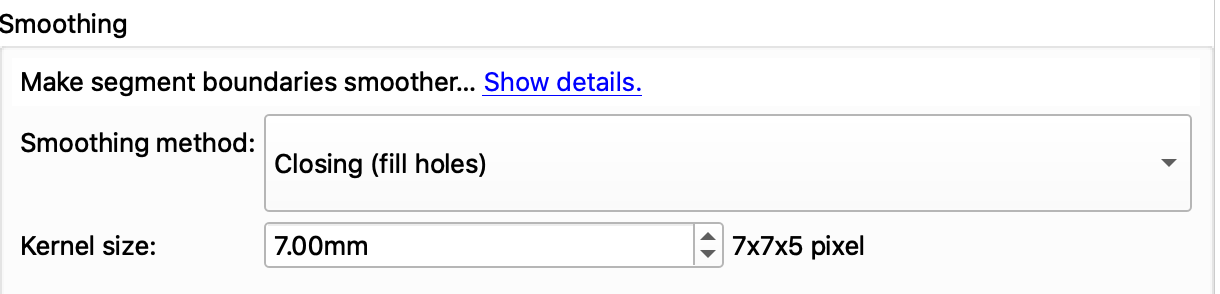 Smoothing
Make segment boundaries smoother... Show details.
Smoothing method: Closing (fill holes)
Kernel size: 7.00mm 7x7x5 pixel